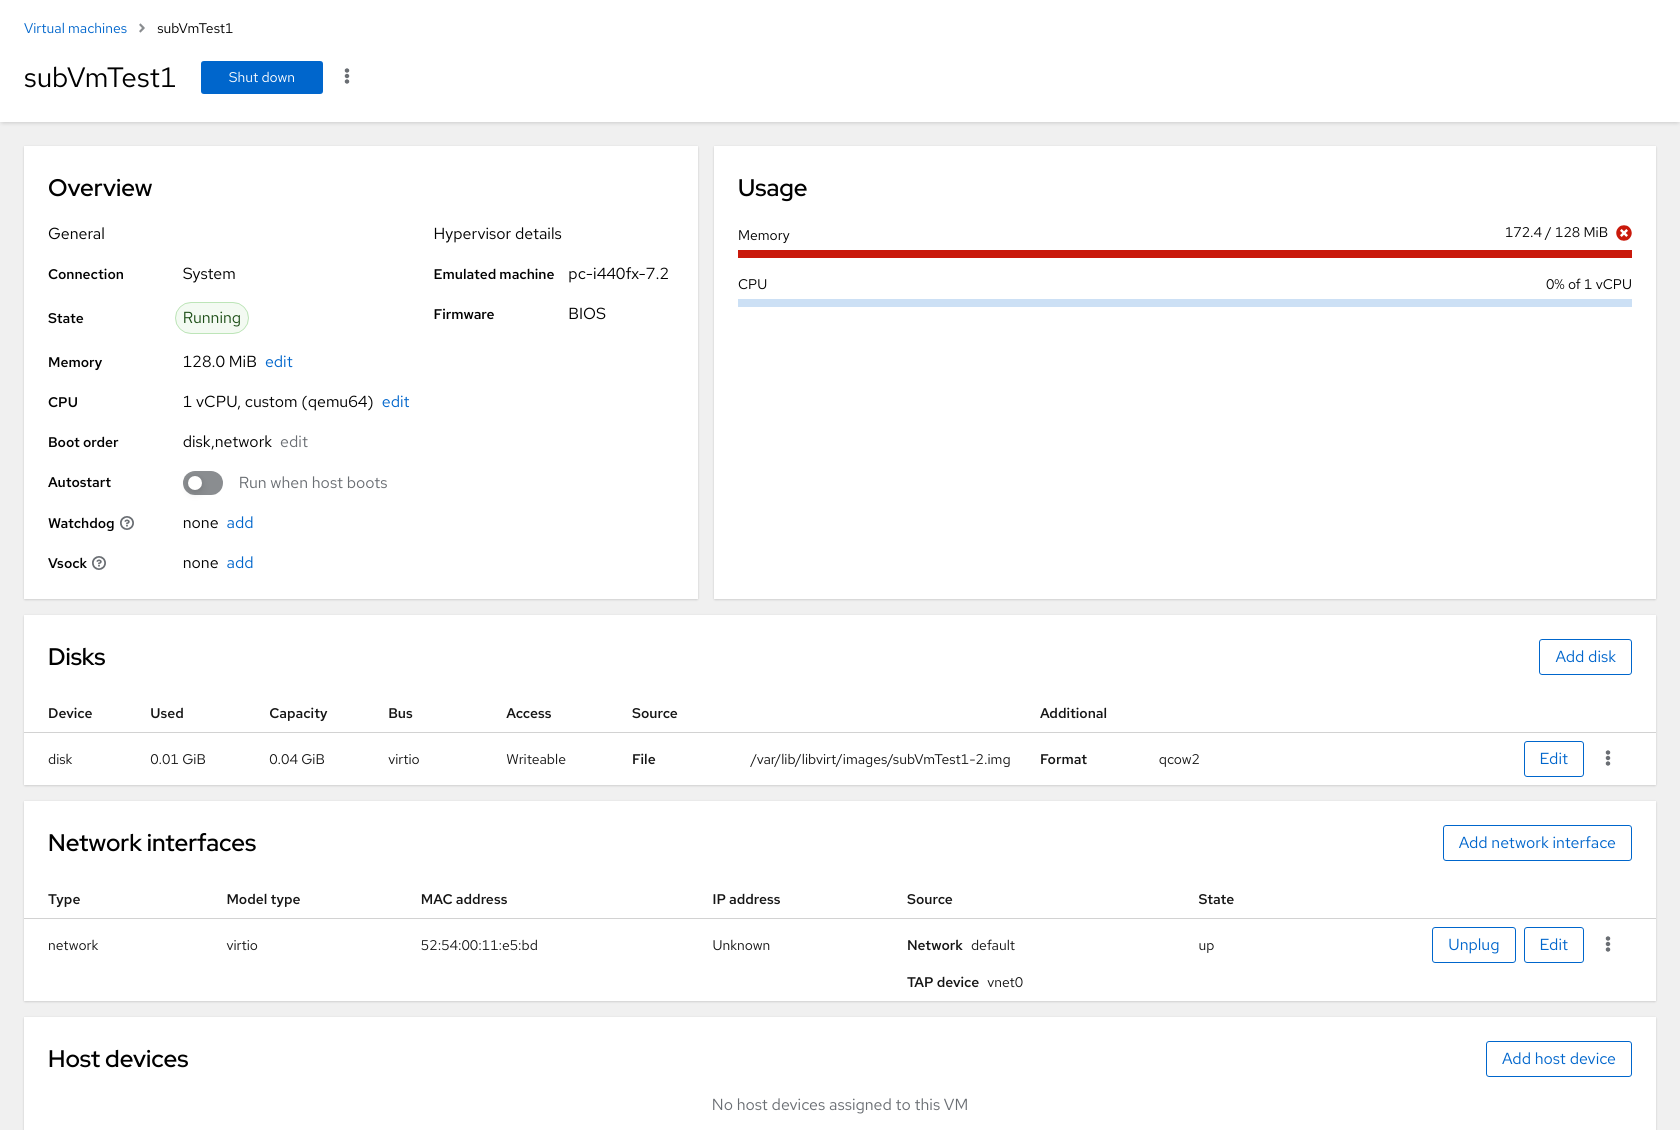 Virtual machines > subVmTest1
subVmTest1 Shut down
Overview
General
Connection System
State Running
Memory 128.0 MiB edit
CPU 1 vCPU, custom (qemu64) edit
Boot order disk,network edit
Autostart Run when host boots
Watchdog none add
Vsock none add
Hypervisor details
Emulated machine pc-i440fx-7.2
Firmware BIOS
Usage
Memory 172.4 / 128 MiB
CPU 0% of 1 vCPU
Disks Add disk
Device Used Capacity Bus Access Source Additional
disk 0.01 GiB 0.04 GiB virtio Writeable File /var/lib/libvirt/images/subVmTest1-2.img Format qcow2 Edit
Network interfaces Add network interface
Type Model type MAC address IP address Source State
network virtio 52:54:00:11:e5:bd Unknown Network default up Unplug Edit
TAP device vnet0
Host devices Add host device
No host devices assigned to this VM